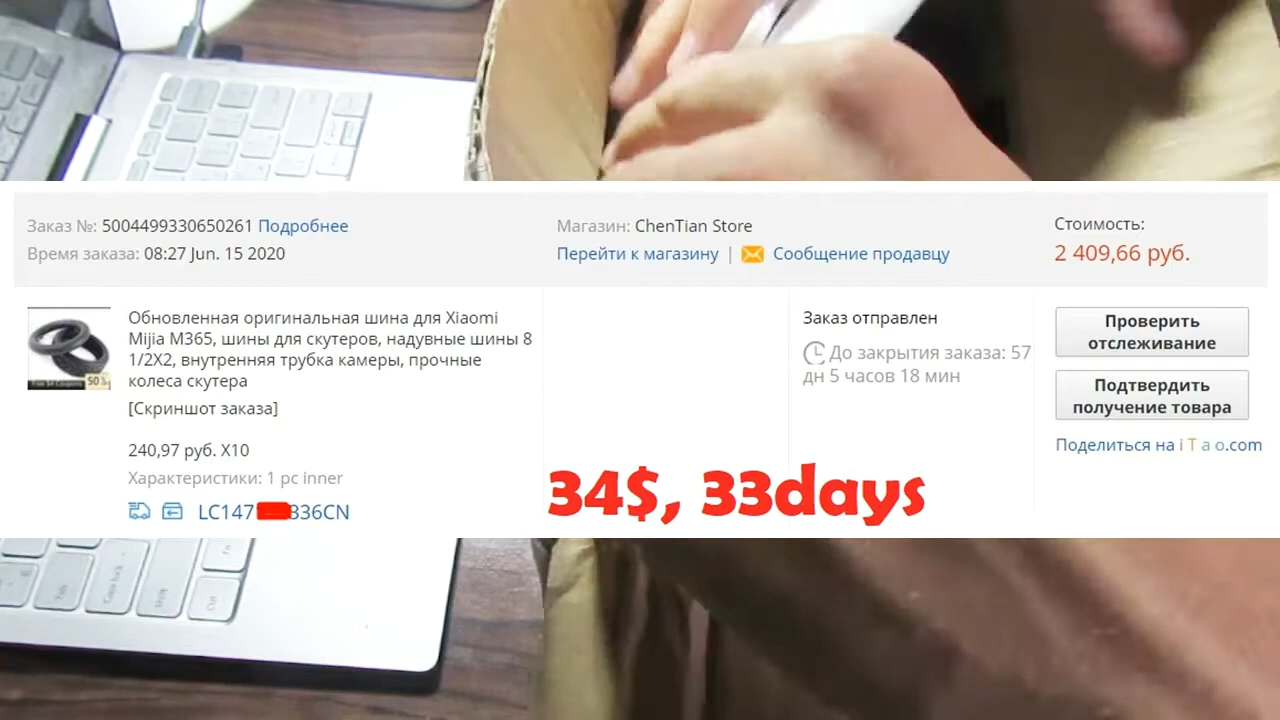 Заказ №: 5004499330650261 Подробнее
Время заказа: 08:27 Jun. 15 2020
Магазин: ChenTian Store
Перейти к магазину | Сообщение продавцу
Стоимость:
2 409,66 руб.
Обновленная оригинальная шина для Xiaomi
Mijia M365, шины для скутеров, надувные шины 8
1/2X2, внутренняя трубка камеры, прочные
колеса скутера
[Скриншот заказа]
240,97 руб. X10
Характеристики: 1 pc inner
LC147 336CN
Заказ отправлен
До закрытия заказа: 57
дн 5 часов 18 мин
Проверить
отслеживание
Подтвердить
получение товара
Поделиться на iTao.com
34$, 33days